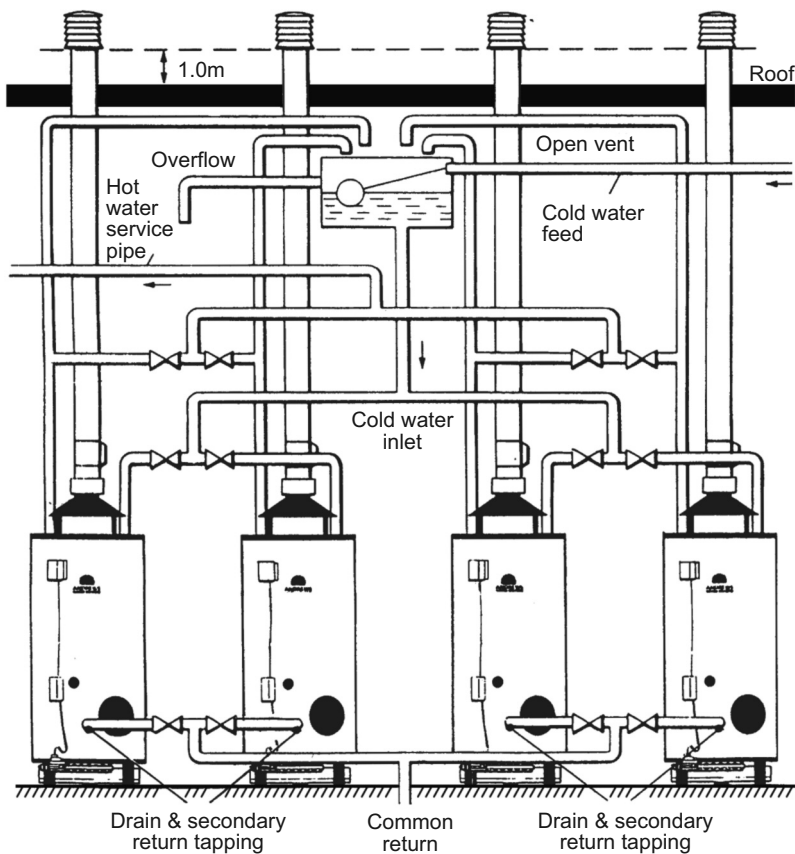 1.0m
Roof
Overflow
Open vent
Hot
water
service
pipe
Cold water
feed
Cold water
inlet
Drain & secondary
return tapping
Common
return
Drain & secondary
return tapping